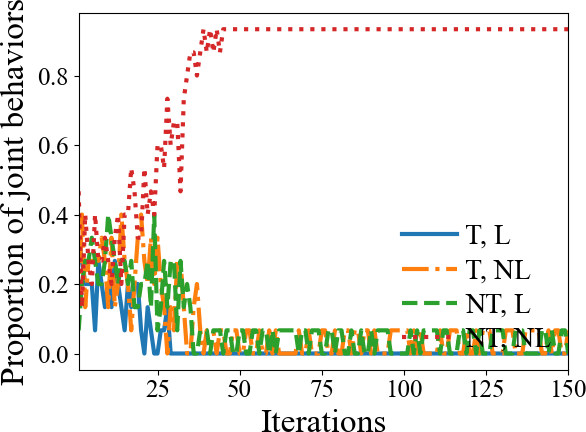 Proportion of joint behaviors
0.8
0.6
0.4
0.2
0.0
T, L
T, NL
NT, L
NT, NL
25
50
75
100
125
150
Iterations